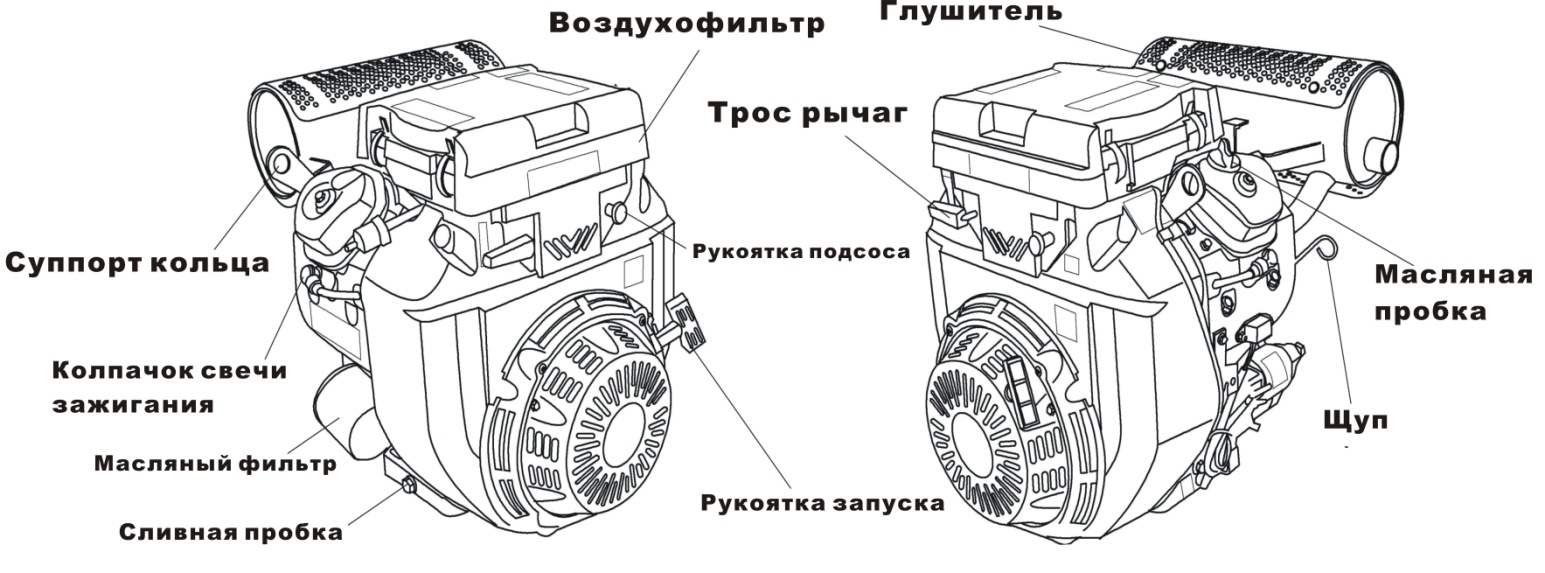 Воздухофильтр
Глушитель
Трос рычаг
Рукоятка подсоса
Суппорт кольца
Масляная
пробка
Колпачок свечи
зажигания
Щуп
Масляный фильтр
Рукоятка запуска
Сливная пробка